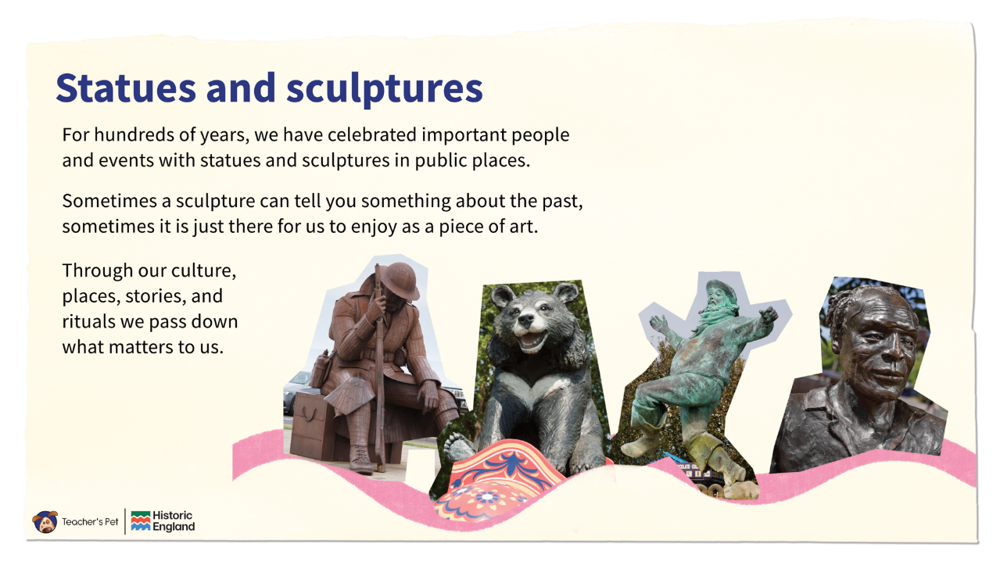 Statues and sculptures
For hundreds of years, we have celebrated important people
and events with statues and sculptures in public places.
Sometimes a sculpture can tell you something about the past,
sometimes it is just there for us to enjoy as a piece of art.
Through our culture,
places, stories, and
rituals we pass down
what matters to us.
Teacher's Pet
Historic
England